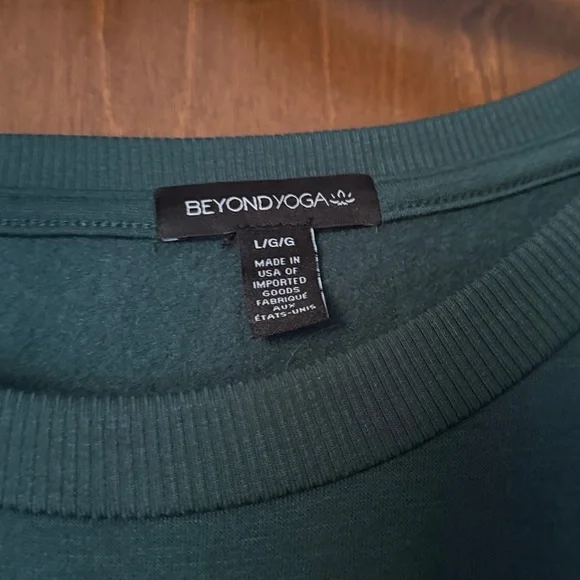 BEYONDYOGA
L/G/G
MADE IN
USA OF
IMPORTED
GOODS
FABRIQUÉ
AUX
ÉTATS-UNIS